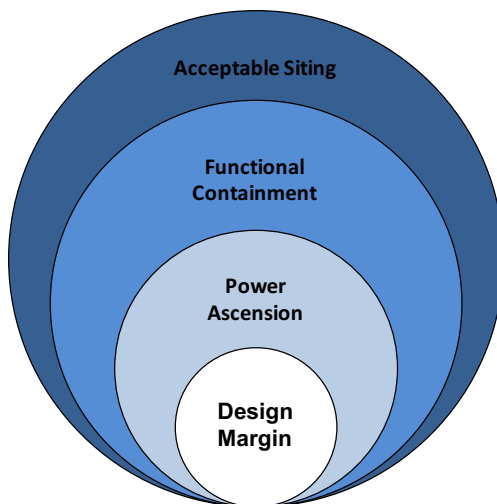 Acceptable Siting
Functional
Containment
Power
Ascension
Design
Margin